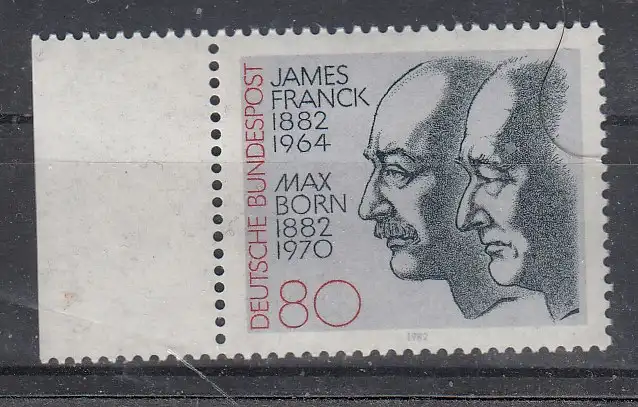 DEUTSCHE BUNDESPOST
JAMES
FRANCK
1882
1964
MAX
BORN
1882
1970
80
1982